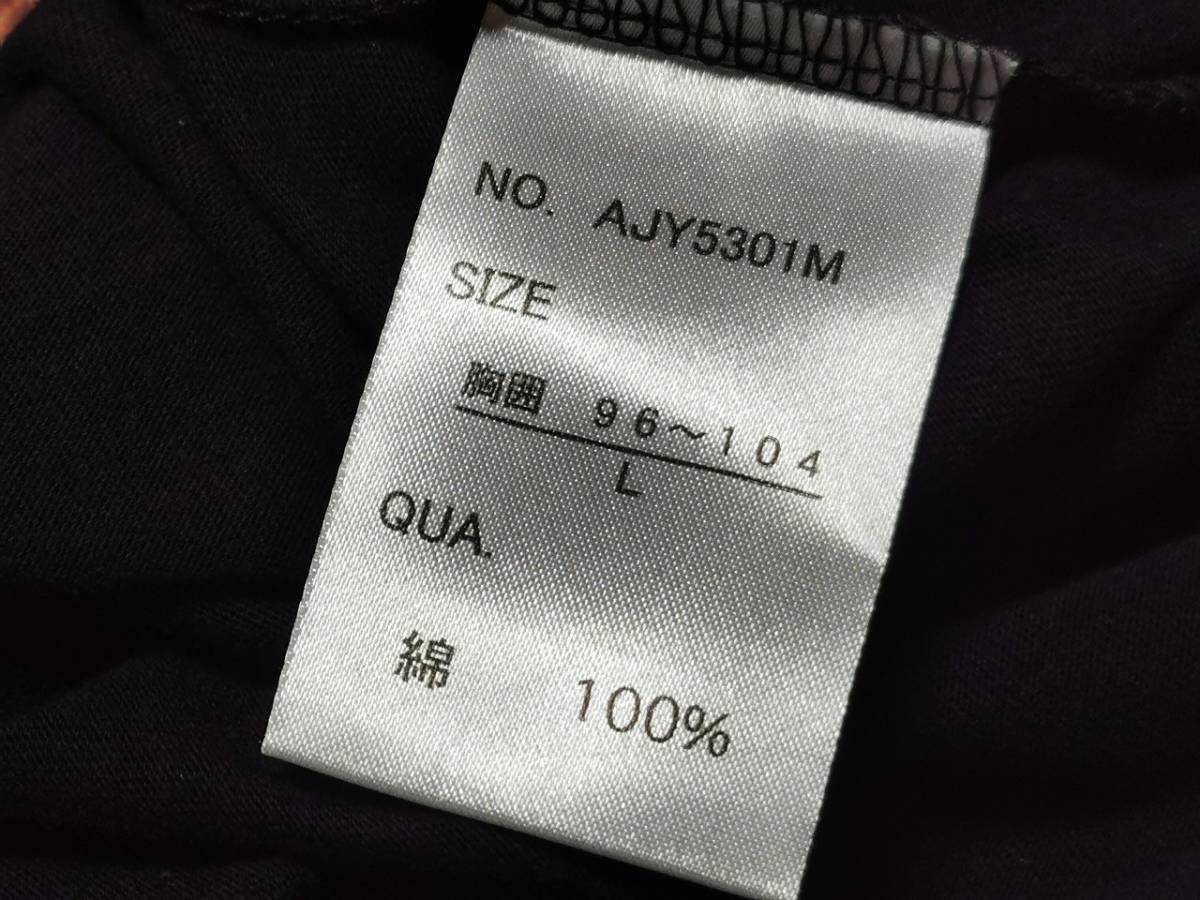 NO. AJY5301M
SIZE
胸囲 96～104
L
QUA.
綿 100%